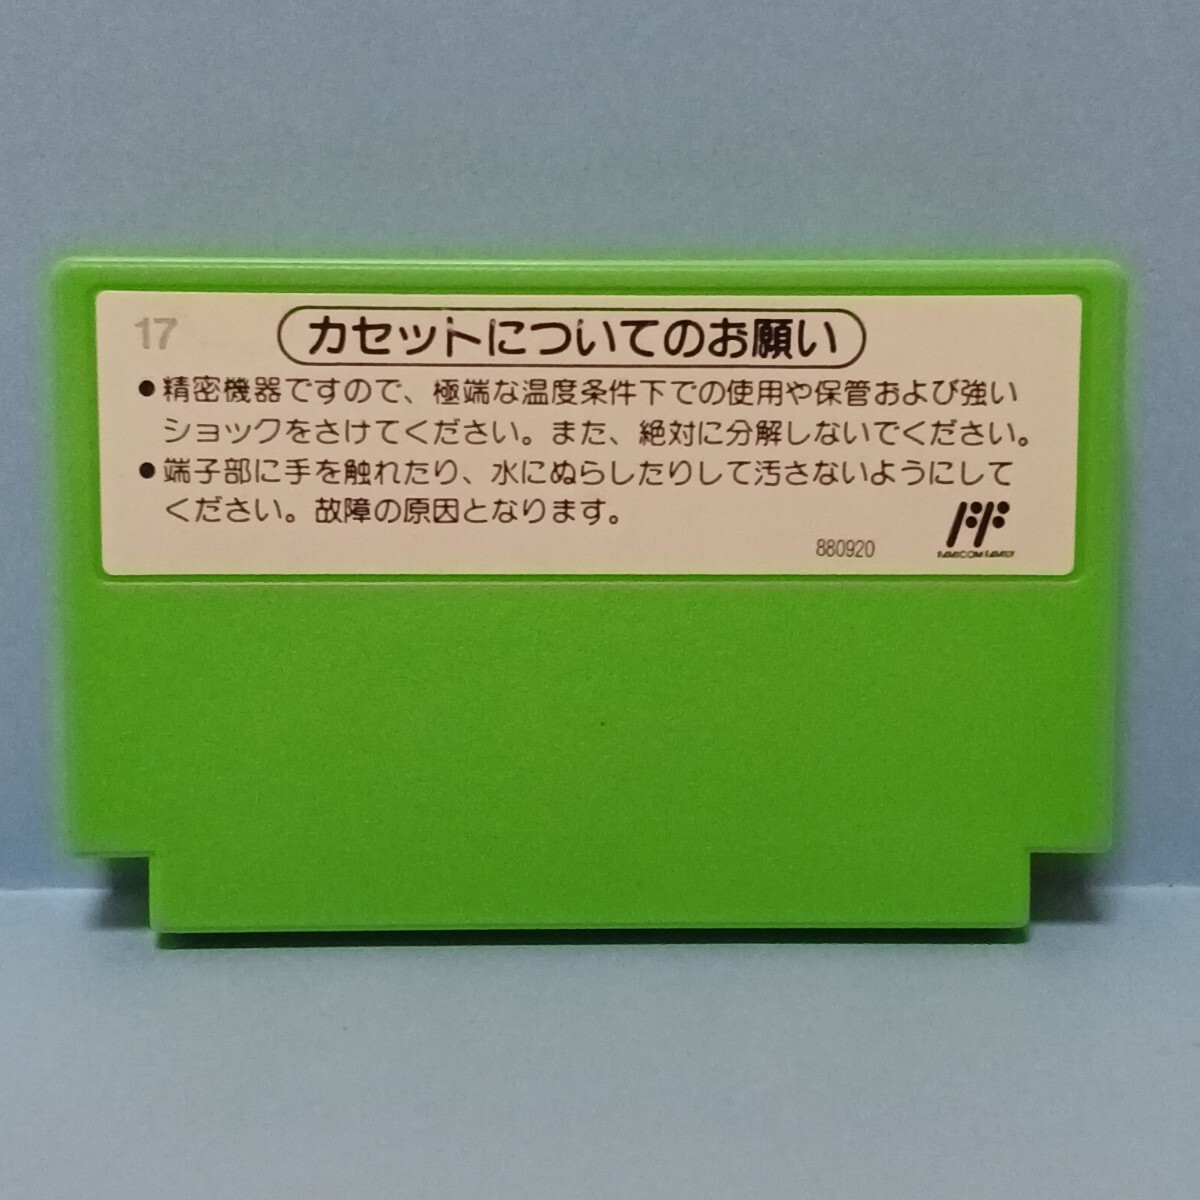 17
カセットについてのお願い
●精密機器ですので、極端な温度条件下での使用や保管および強い
ショックをさけてください。また、絶対に分解しないでください。
●端子部に手を触れたり、水にぬらしたりして汚さないようにして
ください。故障の原因となります。
880920
FAMICOM FAMILY